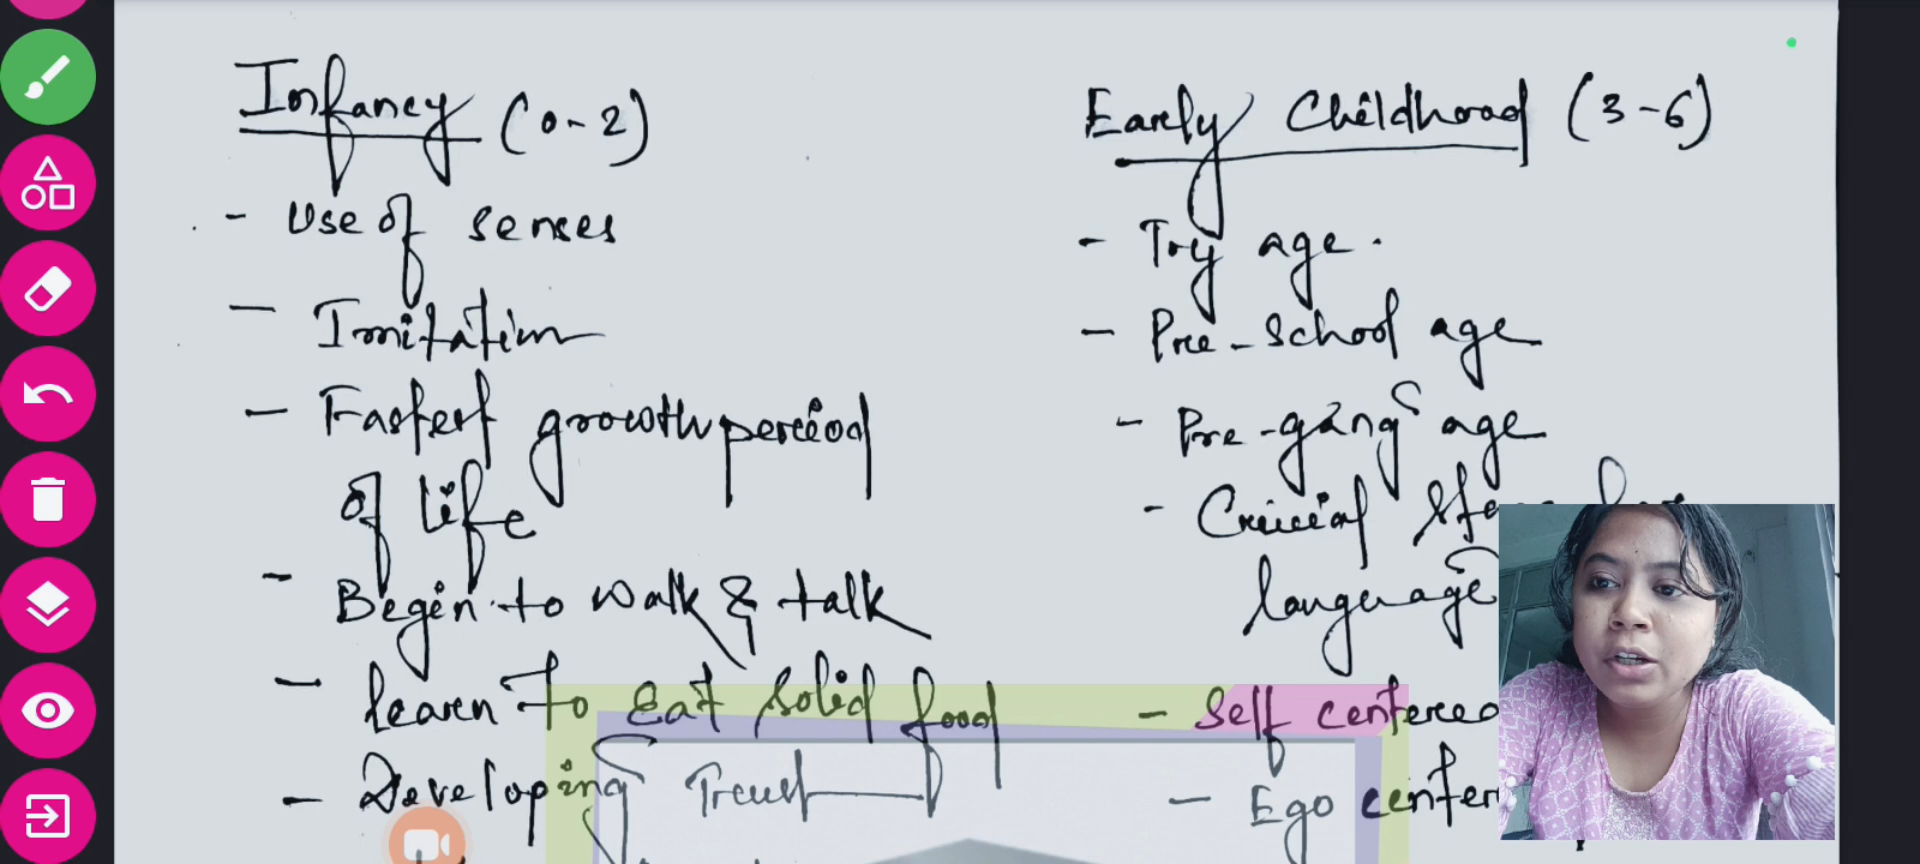 Infancy (0-2)
- Use of senses
- Imitation
- Fastest growth period
of life
- Begin to walk & talk
- learn to Eat solid food
- Developing Trust
Early Childhood (3-6)
- Toy age.
- Pre-School age
- Pre-gang age
- Crucial
language
- Self centered
- Ego